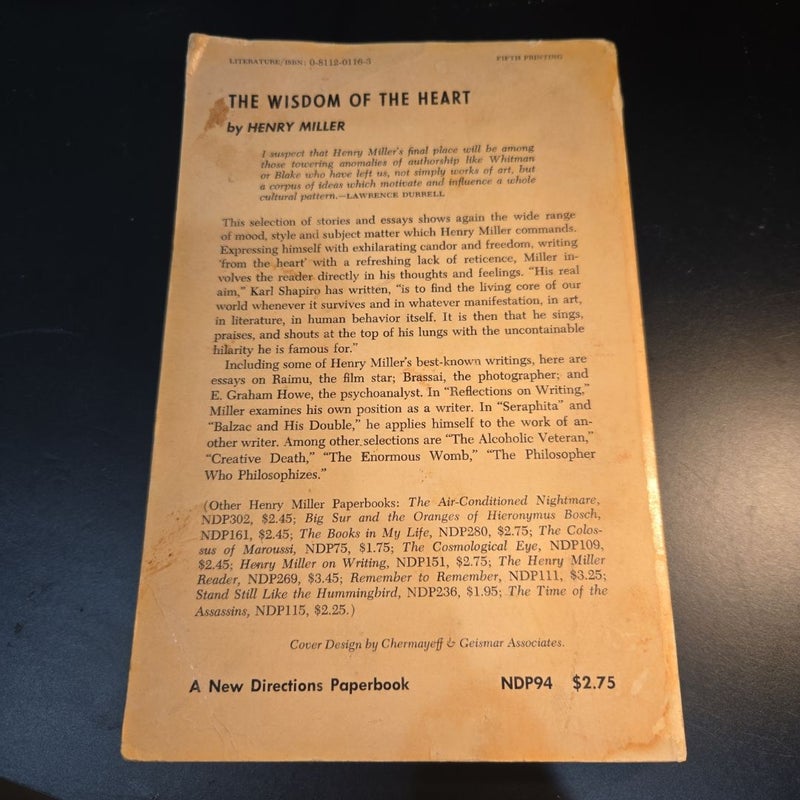 LITERATURE/ISBN: 0-8112-0116-3 FIFTH PRINTING
THE WISDOM OF THE HEART
by HENRY MILLER
I suspect that Henry Miller's final place will be among
those towering anomalies of authorship like Whitman
or Blake who have left us, not simply works of art, but
a corpus of ideas which motivate and influence a whole
cultural pattern.—LAWRENCE DURRELL
This selection of stories and essays shows again the wide range
of mood, style and subject matter which Henry Miller commands.
Expressing himself with exhilarating candor and freedom, writing
'from the heart' with a refreshing lack of reticence, Miller in-
volves the reader directly in his thoughts and feelings. "His real
aim," Karl Shapiro has written, "is to find the living core of our
world whenever it survives and in whatever manifestation, in art,
in literature, in human behavior itself. It is then that he sings,
praises, and shouts at the top of his lungs with the uncontainable
hilarity he is famous for."
Including some of Henry Miller's best-known writings, here are
essays on Raimu, the film star; Brassai, the photographer; and
E. Graham Howe, the psychoanalyst. In "Reflections on Writing,"
Miller examines his own position as a writer. In "Seraphita" and
"Balzac and His Double," he applies himself to the work of an-
other writer. Among other selections are "The Alcoholic Veteran,"
"Creative Death," "The Enormous Womb," "The Philosopher
Who Philosophizes."
(Other Henry Miller Paperbooks: The Air-Conditioned Nightmare,
NDP302, $2.45; Big Sur and the Oranges of Hieronymus Bosch,
NDP161, $2.45; The Books in My Life, NDP280, $2.75; The Colos-
sus of Maroussi, NDP75, $1.75; The Cosmological Eye, NDP109,
$2.45; Henry Miller on Writing, NDP151, $2.75; The Henry Miller
Reader, NDP269, $3.45; Remember to Remember, NDP111, $3.25;
Stand Still Like the Hummingbird, NDP236, $1.95; The Time of the
Assassins, NDP115, $2.25.)
Cover Design by Chermayeff & Geismar Associates.
A New Directions Paperbook NDP94 $2.75